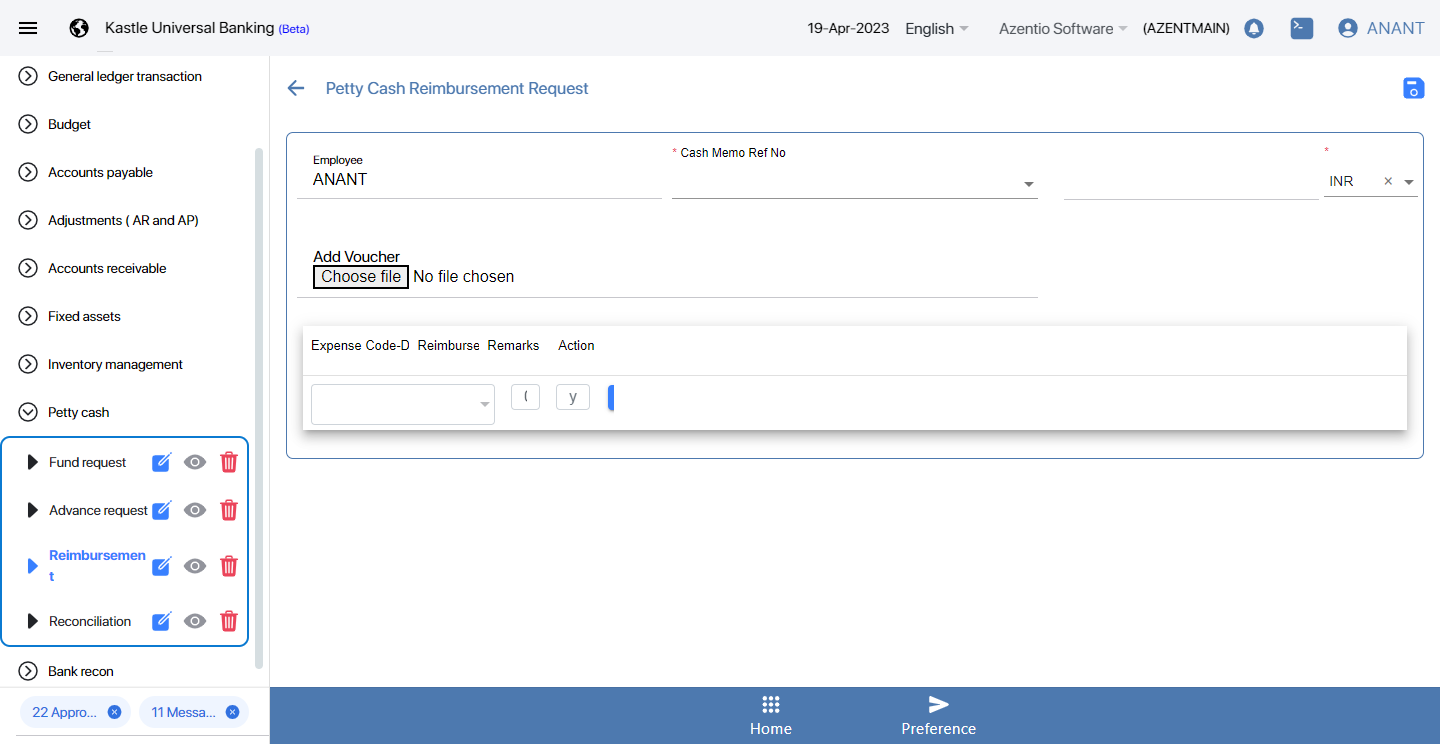 Kastle Universal Banking (Beta)
19-Apr-2023 English Azentio Software (AZENTMAIN) ANANT
General ledger transaction
Budget
Accounts payable
Adjustments ( AR and AP)
Accounts receivable
Fixed assets
Inventory management
Petty cash
Fund request
Advance request
Reimbursemen
t
Reconciliation
Bank recon
22 Appro...
11 Messa...
Petty Cash Reimbursement Request
Employee
ANANT
* Cash Memo Ref No
*
INR
Add Voucher
Choose file No file chosen
Expense Code-D Reimburse Remarks Action
y
Home
Preference